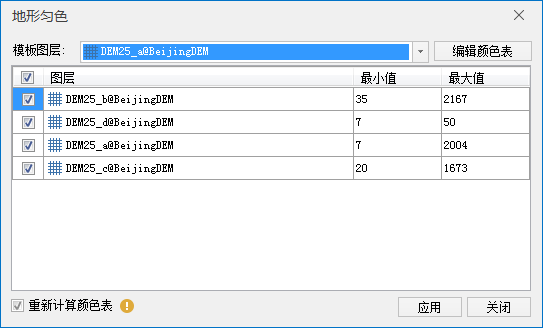 地形匀色
模板图层: DEM25_a@BeijingDEM 编辑颜色表
图层 最小值 最大值
DEM25_b@BeijingDEM 35 2167
DEM25_d@BeijingDEM 7 50
DEM25_a@BeijingDEM 7 2004
DEM25_c@BeijingDEM 20 1673
重新计算颜色表 应用 关闭